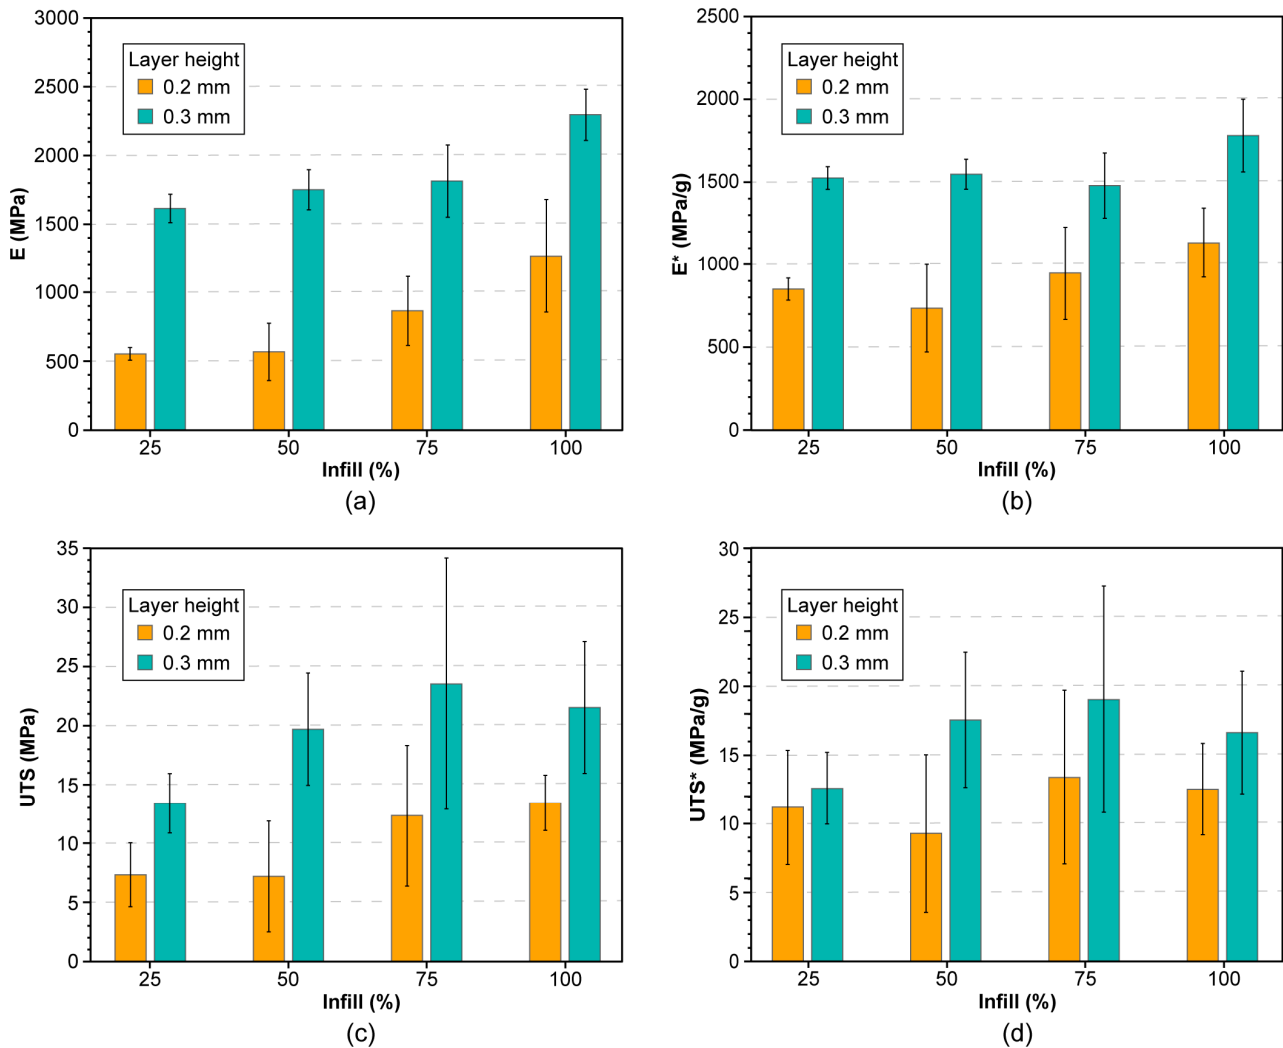 E (MPa)
3000
2500
2000
1500
1000
500
0
Layer height
0.2 mm
0.3 mm
25 50 75 100
Infill (%)
(a)
E* (MPa/g)
2500
2000
1500
1000
500
0
Layer height
0.2 mm
0.3 mm
25 50 75 100
Infill (%)
(b)
UTS (MPa)
35
30
25
20
15
10
5
0
Layer height
0.2 mm
0.3 mm
25 50 75 100
Infill (%)
(c)
UTS* (MPa/g)
30
25
20
15
10
5
0
Layer height
0.2 mm
0.3 mm
25 50 75 100
Infill (%)
(d)